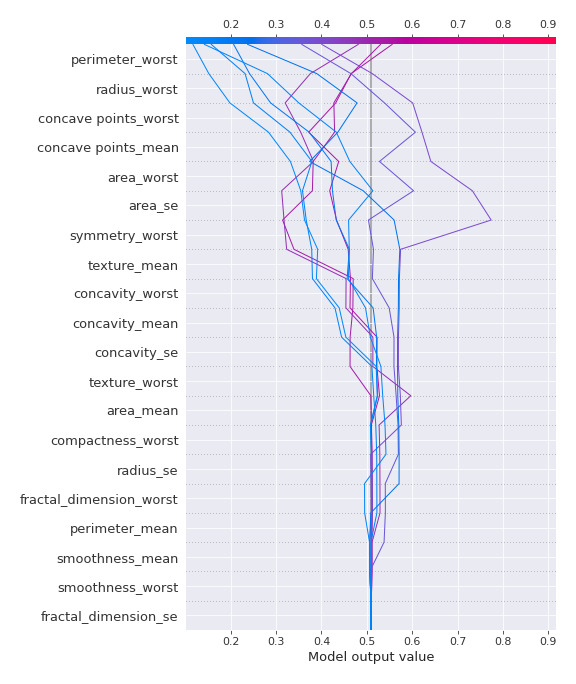 0.2 0.3 0.4 0.5 0.6 0.7 0.8 0.9
perimeter_worst
radius_worst
concave points_worst
concave points_mean
area_worst
area_se
symmetry_worst
texture_mean
concavity_worst
concavity_mean
concavity_se
texture_worst
area_mean
compactness_worst
radius_se
fractal_dimension_worst
perimeter_mean
smoothness_mean
smoothness_worst
fractal_dimension_se
0.2 0.3 0.4 0.5 0.6 0.7 0.8 0.9
Model output value